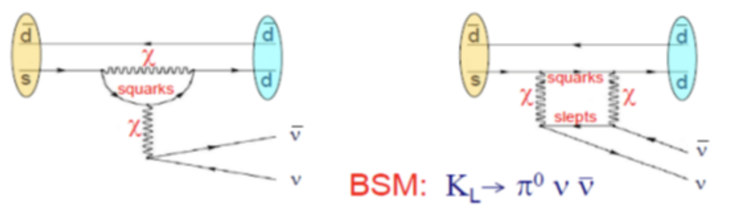 d̄ d̄
χ
s squarks d
χ
ν̄
ν
d̄ d̄
s squarks d
χ χ
slepts
ν̄
ν
BSM: K_L → π⁰ ν ν̄